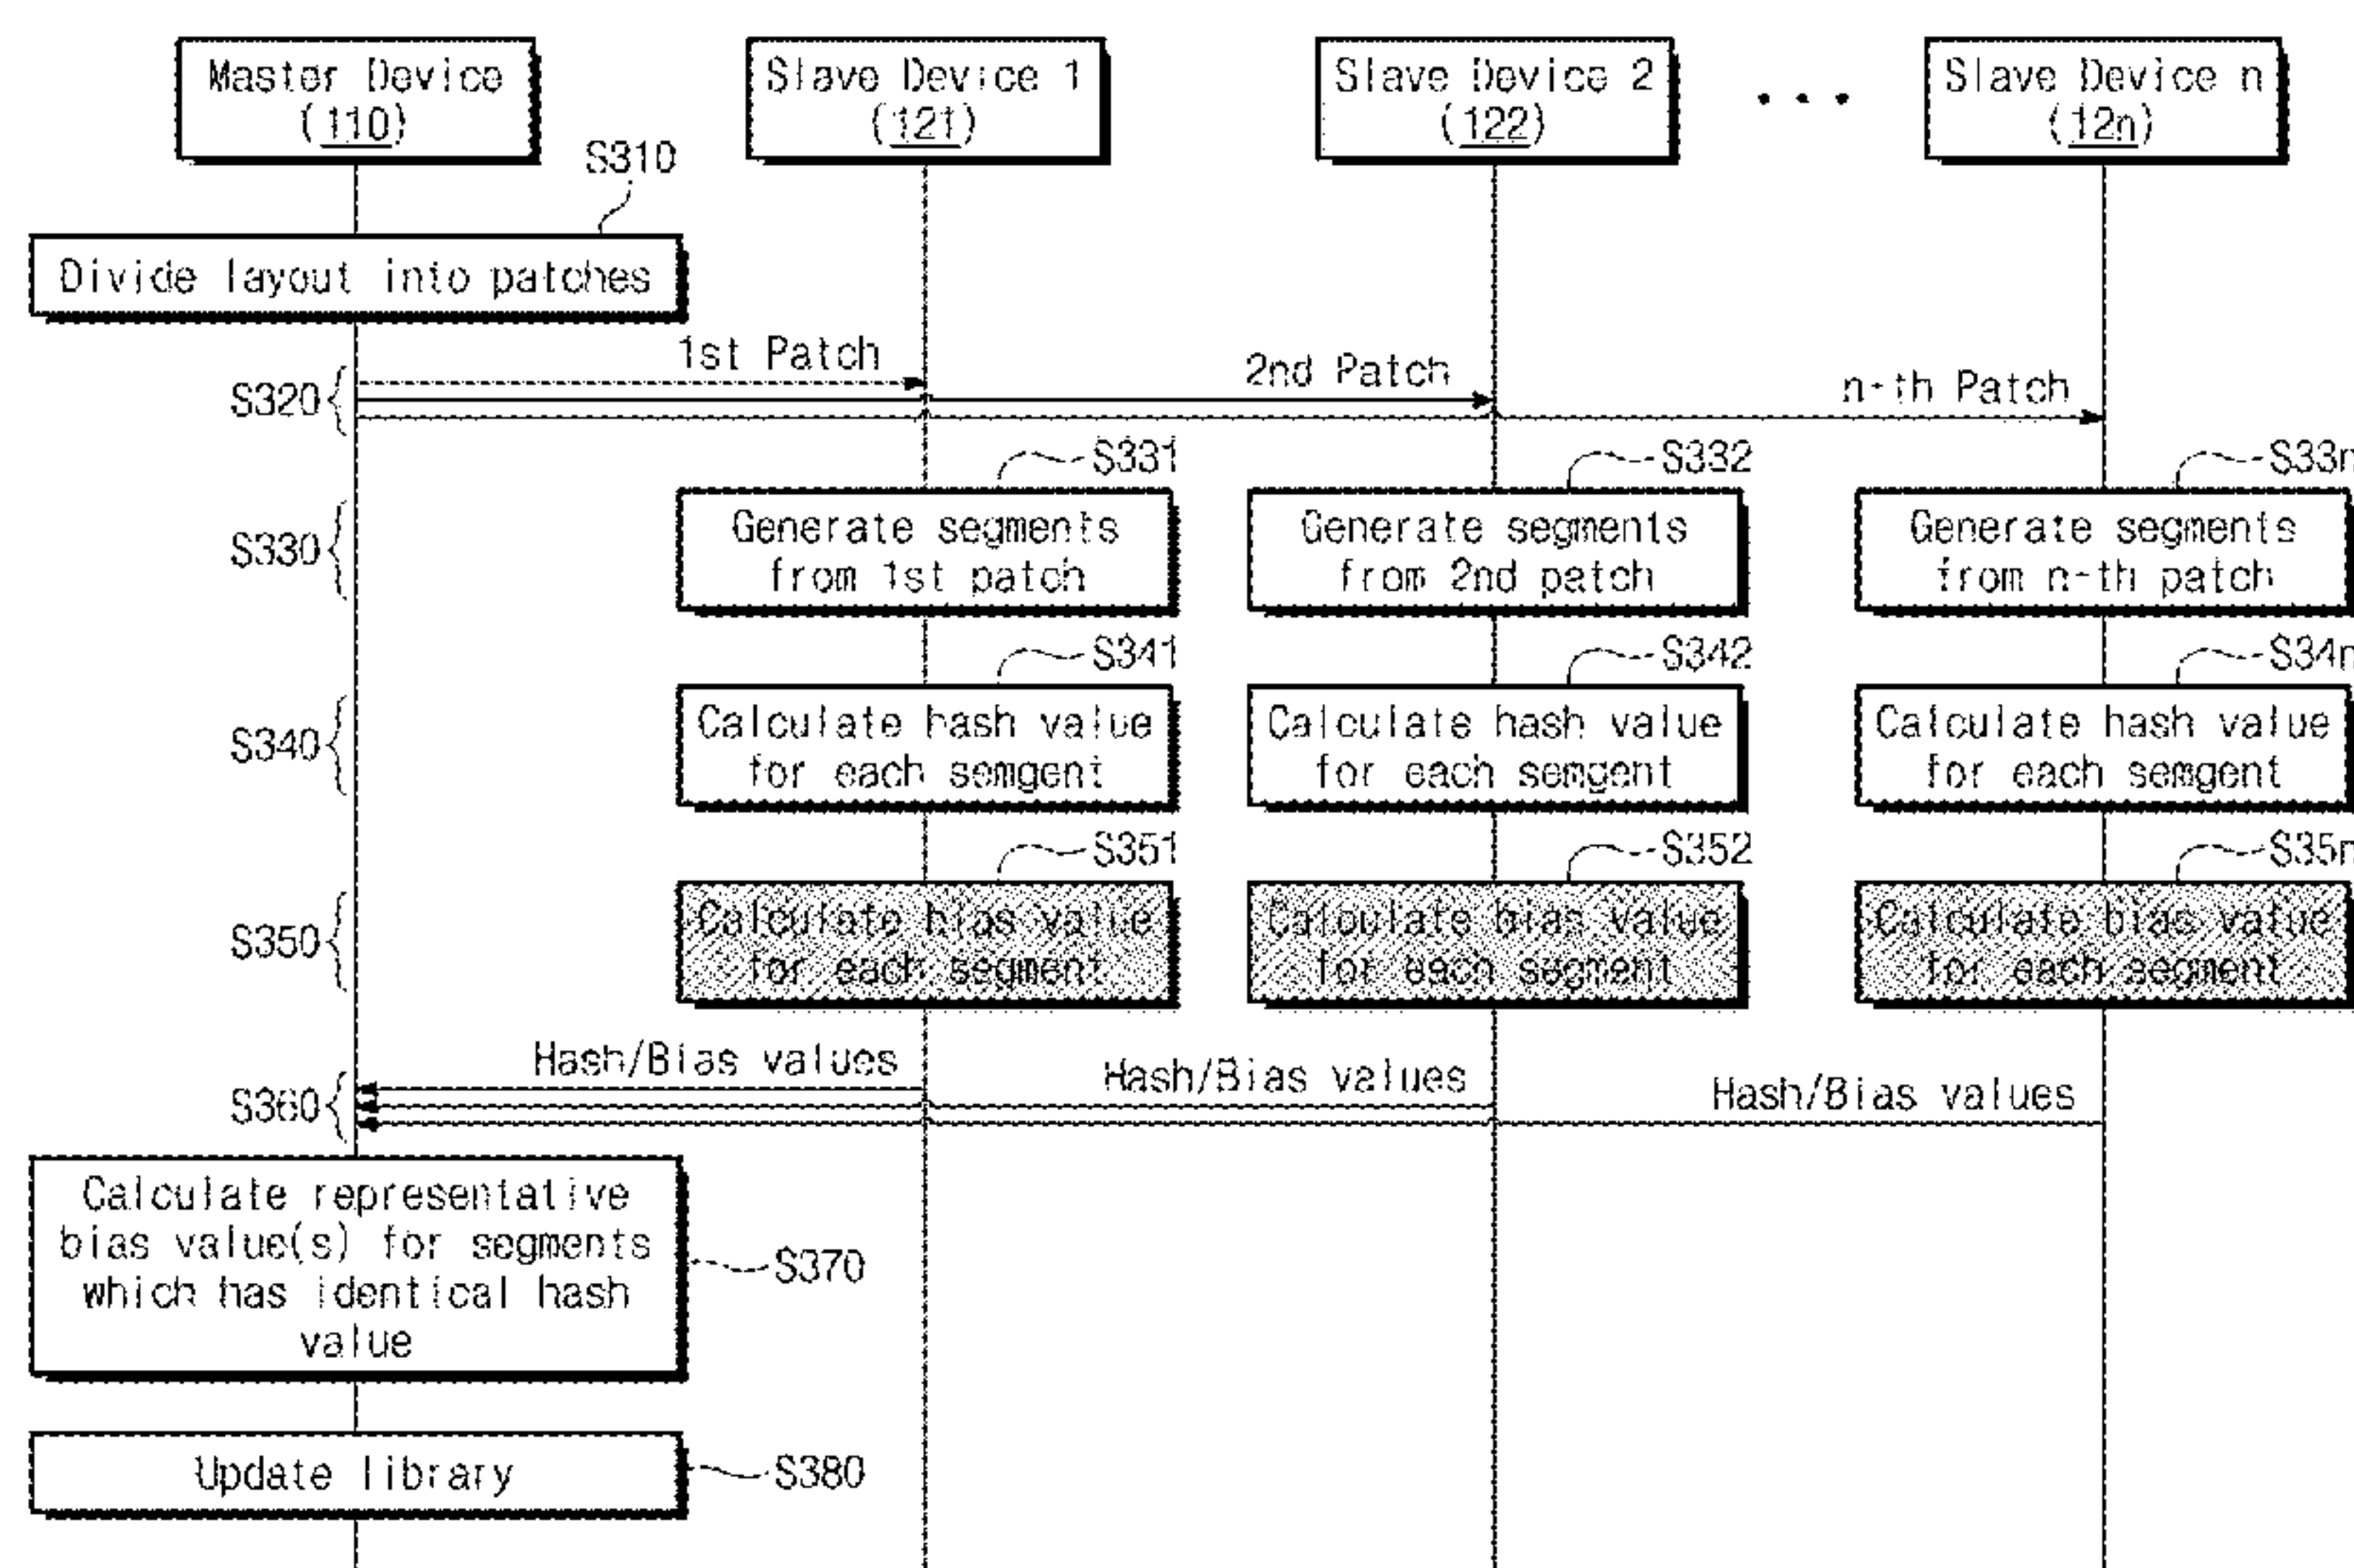 Master Device
(110)
Slave Device 1
(121)
Slave Device 2
(122)
• • •
Slave Device n
(12n)
S310
Divide layout into patches
1st Patch
2nd Patch
n-th Patch
S320
S331
S332
S33n
S330
Generate segments
from 1st patch
Generate segments
from 2nd patch
Generate segments
from n-th patch
S341
S342
S34n
S340
Calculate hash value
for each semgent
Calculate hash value
for each semgent
Calculate hash value
for each semgent
S351
S352
S35n
S350
Calculate bias value
for each segment
Calculate bias value
for each segment
Calculate bias value
for each segment
Hash/Bias values
Hash/Bias values
Hash/Bias values
S360
Calculate representative
bias value(s) for segments
which has identical hash
value
S370
Update library
S380